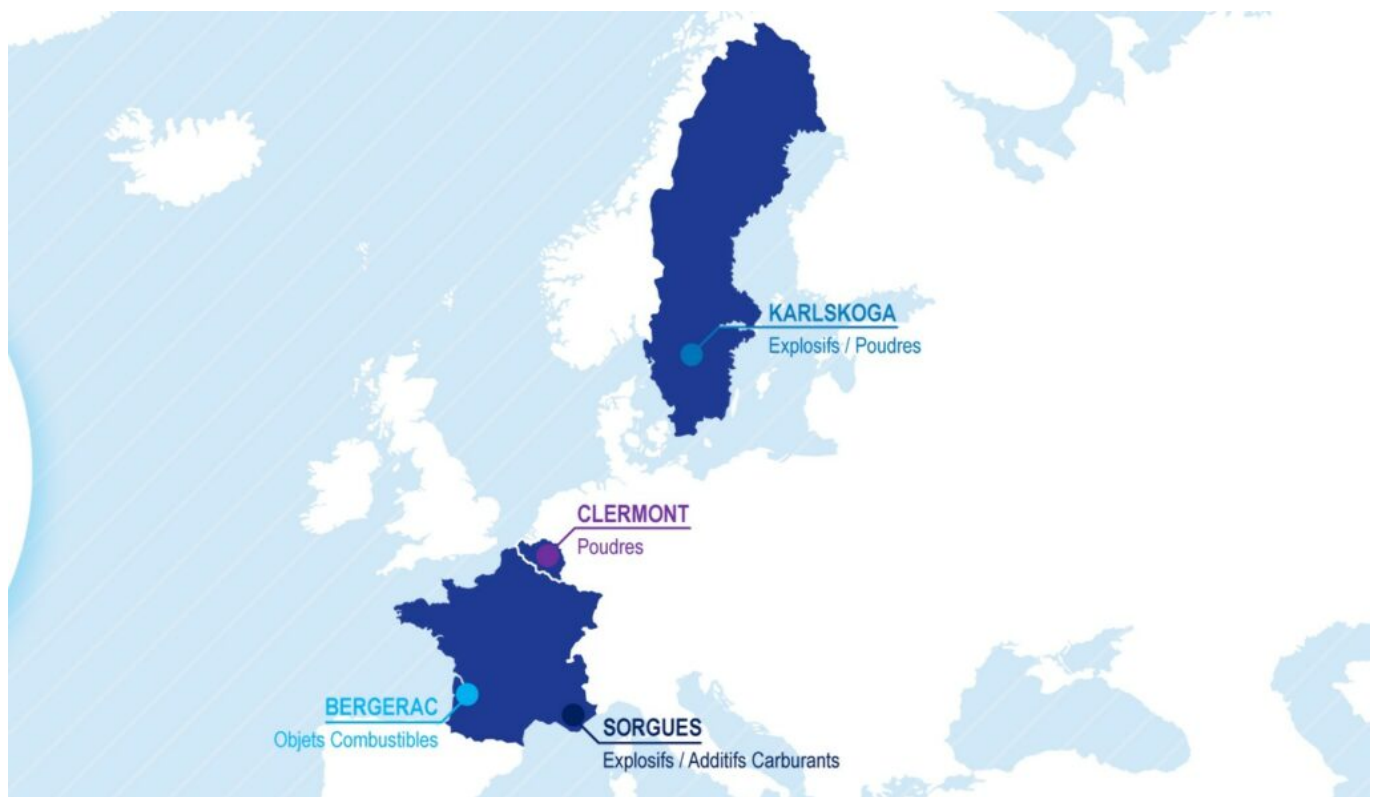 KARLSKOGA
Explosifs / Poudres
CLERMONT
Poudres
BERGERAC
Objets Combustibles
SORGUES
Explosifs / Additifs Carburants